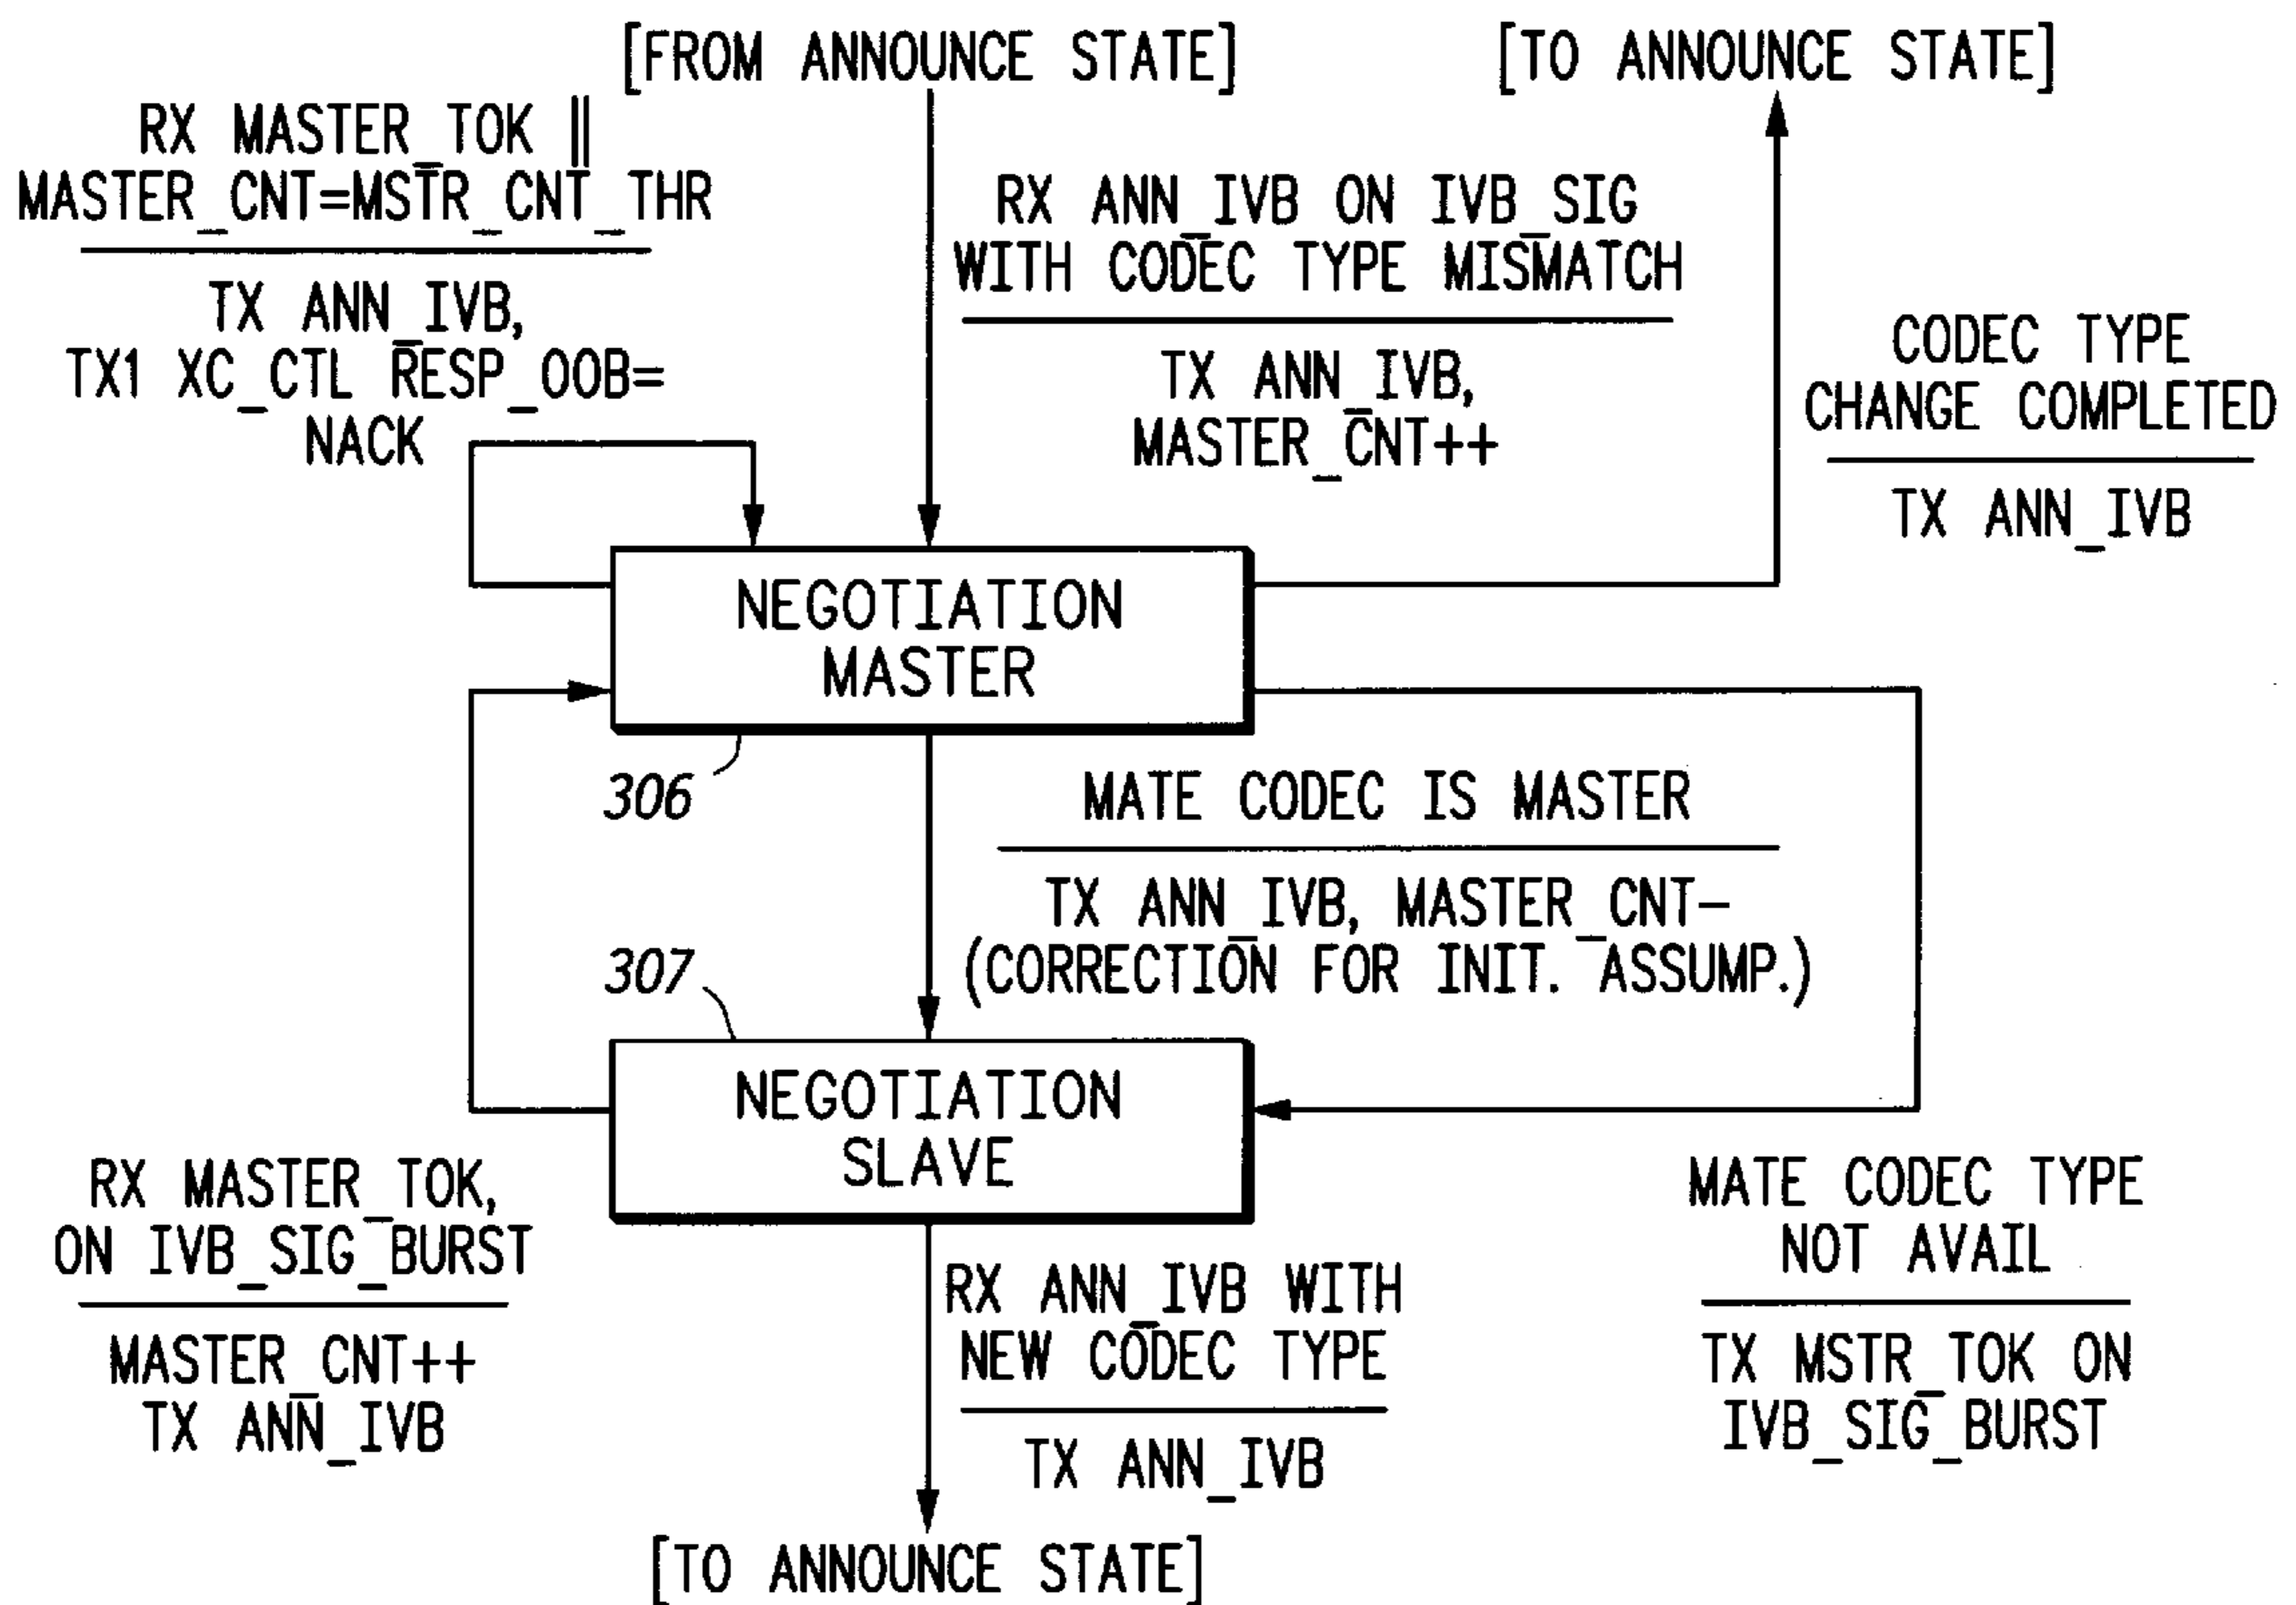 [FROM ANNOUNCE STATE]
[TO ANNOUNCE STATE]
RX MASTER_TOK ||
MASTER_CNT=MSTR_CNT_THR
TX ANN_IVB,
TX1 XC_CTL RESP_OOB=
NACK
RX ANN_IVB ON IVB_SIG
WITH CODEC TYPE MISMATCH
TX ANN_IVB,
MASTER_CNT++
CODEC TYPE
CHANGE COMPLETED
TX ANN_IVB
NEGOTIATION
MASTER
306
MATE CODEC IS MASTER
TX ANN_IVB, MASTER_CNT-
(CORRECTION FOR INIT. ASSUMP.)
307
NEGOTIATION
SLAVE
RX MASTER_TOK,
ON IVB_SIG_BURST
MASTER_CNT++
TX ANN_IVB
RX ANN_IVB WITH
NEW CODEC TYPE
TX ANN_IVB
MATE CODEC TYPE
NOT AVAIL
TX MSTR_TOK ON
IVB_SIG_BURST
[TO ANNOUNCE STATE]